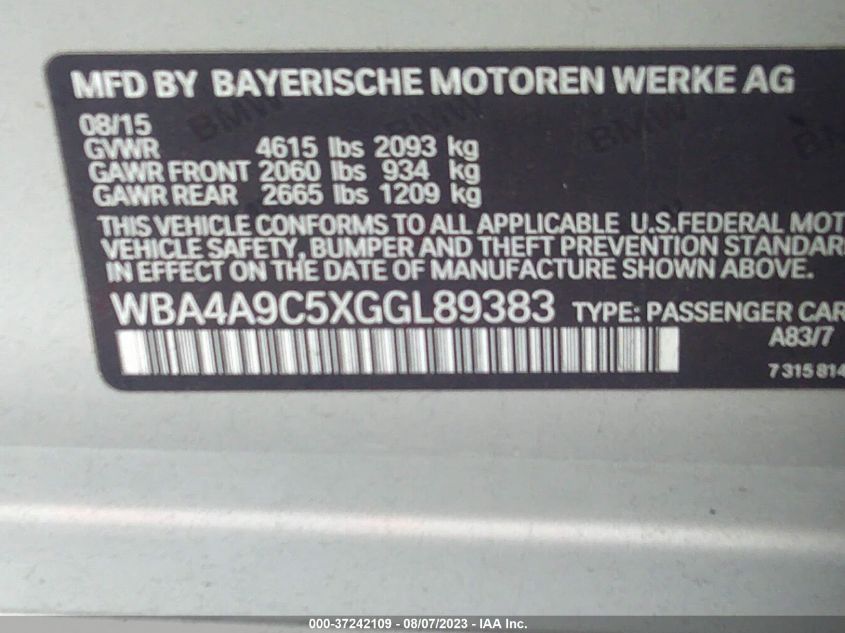 MFD BY BAYERISCHE MOTOREN WERKE AG
08/15
GVWR 4615 lbs 2093 kg
GAWR FRONT 2060 lbs 934 kg
GAWR REAR 2665 lbs 1209 kg
THIS VEHICLE CONFORMS TO ALL APPLICABLE U.S.FEDERAL MOT
VEHICLE SAFETY, BUMPER AND THEFT PREVENTION STANDAR
IN EFFECT ON THE DATE OF MANUFACTURE SHOWN ABOVE.
WBA4A9C5XGGL89383 TYPE: PASSENGER CAR
A83/7
7 315 814
BMW BMW BMW
000-37242109 - 08/07/2023 - IAA Inc.